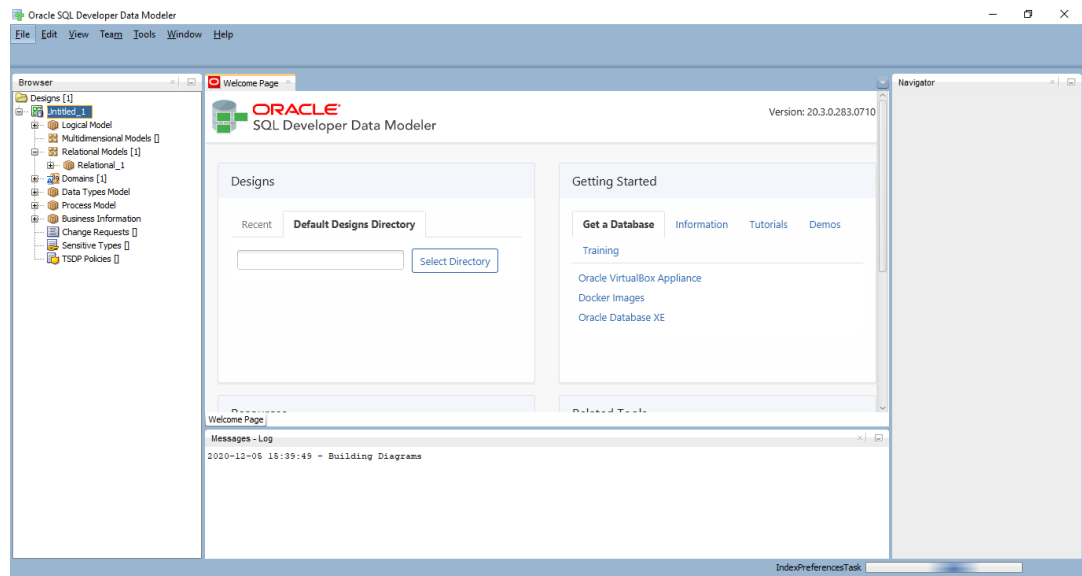 Oracle SQL Developer Data Modeler
File Edit View Team Tools Window Help
Browser
Designs [1]
Untitled_1
Logical Model
Multidimensional Models []
Relational Models [1]
Relational_1
Domains [1]
Data Types Model
Process Model
Business Information
Change Requests []
Sensitive Types []
TSDP Policies []
Welcome Page
ORACLE
SQL Developer Data Modeler
Version: 20.3.0.283.0710
Designs
Recent Default Designs Directory
Select Directory
Getting Started
Get a Database Information Tutorials Demos
Training
Oracle VirtualBox Appliance
Docker Images
Oracle Database XE
Welcome Page
Messages - Log
2020-12-05 15:39:49 - Building Diagrams
Navigator
IndexPreferencesTask